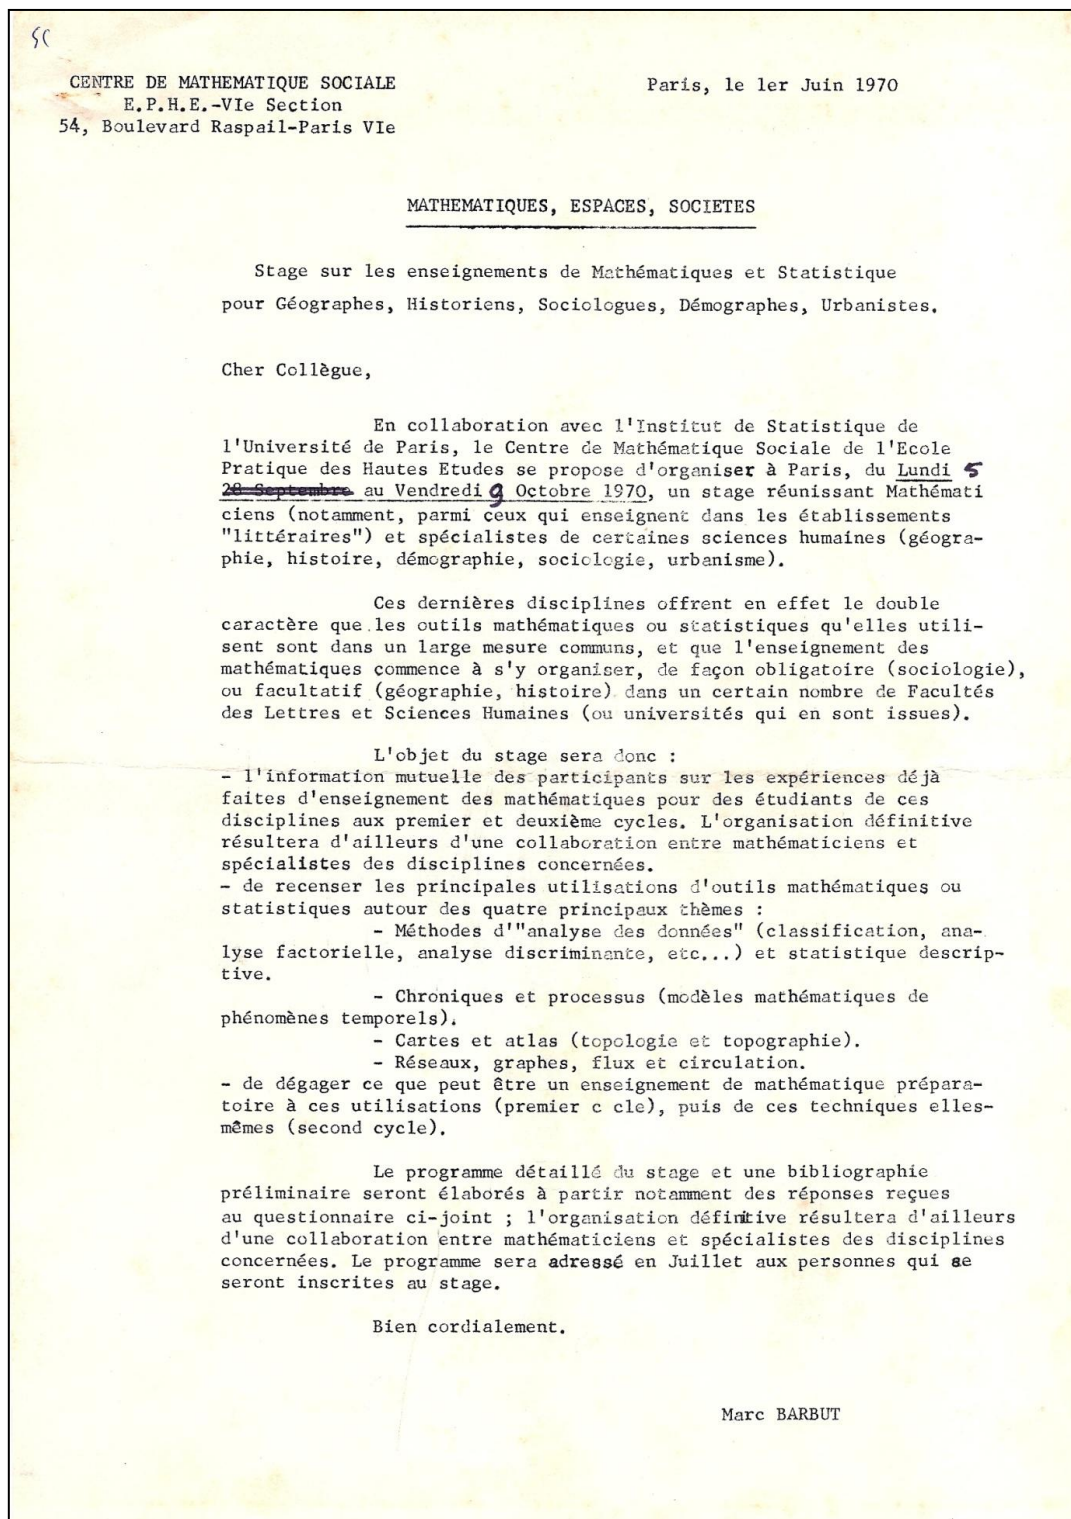 CENTRE DE MATHEMATIQUE SOCIALE
E.P.H.E.-VIe Section
54, Boulevard Raspail-Paris VIe
Paris, le 1er Juin 1970
MATHEMATIQUES, ESPACES, SOCIETES
Stage sur les enseignements de Mathématiques et Statistique
pour Géographes, Historiens, Sociologues, Démographes, Urbanistes.
Cher Collègue,
En collaboration avec l'Institut de Statistique de
l'Université de Paris, le Centre de Mathématique Sociale de l'Ecole
Pratique des Hautes Etudes se propose d'organiser à Paris, du Lundi 5
28 Septembre au Vendredi 9 Octobre 1970, un stage réunissant Mathémati
ciens (notamment, parmi ceux qui enseignent dans les établissements
"littéraires") et spécialistes de certaines sciences humaines (géogra-
phie, histoire, démographie, sociologie, urbanisme).
Ces dernières disciplines offrent en effet le double
caractère que les outils mathématiques ou statistiques qu'elles utili-
sent sont dans un large mesure communs, et que l'enseignement des
mathématiques commence à s'y organiser, de façon obligatoire (sociologie),
ou facultatif (géographie, histoire) dans un certain nombre de Facultés
des Lettres et Sciences Humaines (ou universités qui en sont issues).
L'objet du stage sera donc :
- l'information mutuelle des participants sur les expériences déjà
faites d'enseignement des mathématiques pour des étudiants de ces
disciplines aux premier et deuxième cycles. L'organisation définitive
résultera d'ailleurs d'une collaboration entre mathématiciens et
spécialistes des disciplines concernées.
- de recenser les principales utilisations d'outils mathématiques ou
statistiques autour des quatre principaux thèmes :
- Méthodes d'"analyse des données" (classification, ana-
lyse factorielle, analyse discriminante, etc...) et statistique descrip-
tive.
- Chroniques et processus (modèles mathématiques de
phénomènes temporels).
- Cartes et atlas (topologie et topographie).
- Réseaux, graphes, flux et circulation.
- de dégager ce que peut être un enseignement de mathématique prépara-
toire à ces utilisations (premier c cle), puis de ces techniques elles-
mêmes (second cycle).
Le programme détaillé du stage et une bibliographie
préliminaire seront élaborés à partir notamment des réponses reçues
au questionnaire ci-joint ; l'organisation définitive résultera d'ailleurs
d'une collaboration entre mathématiciens et spécialistes des disciplines
concernées. Le programme sera adressé en Juillet aux personnes qui se
seront inscrites au stage.
Bien cordialement.
Marc BARBUT